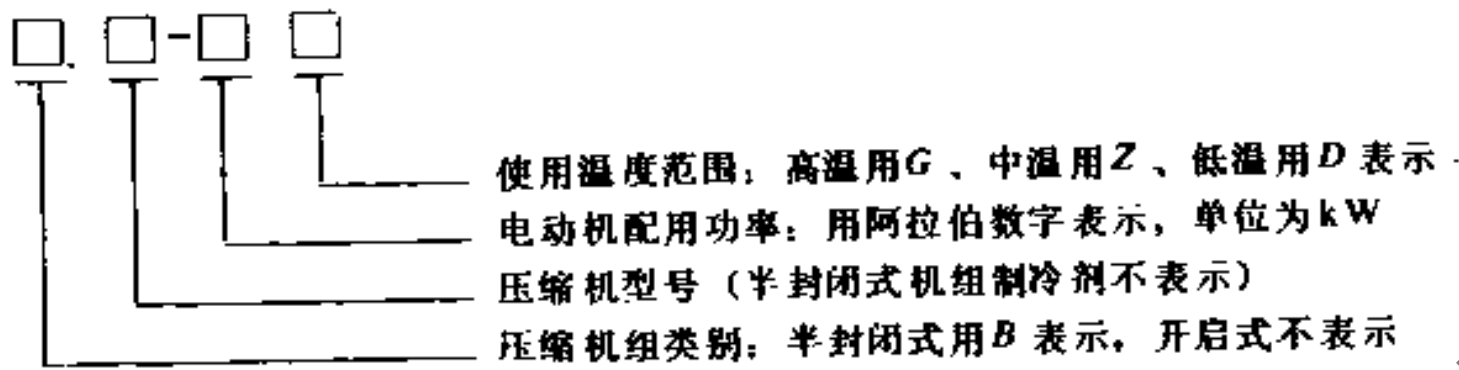 □ □-□ □
使用温度范围：高温用G、中温用Z、低温用D表示
电动机配用功率：用阿拉伯数字表示，单位为kW
压缩机型号（半封闭式机组制冷剂不表示）
压缩机组类别：半封闭式用B表示，开启式不表示